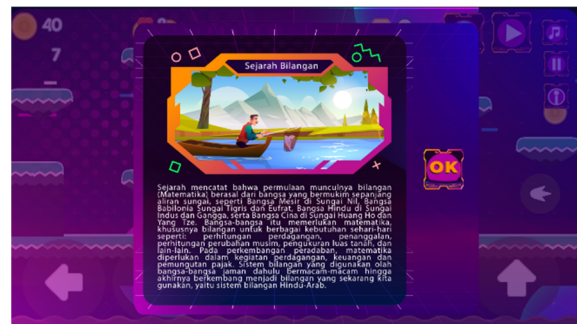 40
7
Sejarah Bilangan
OK
Sejarah mencatat bahwa permulaan munculnya bilangan
(Matematika) berasal dari bangsa yang bermukim sepanjang
aliran sungai, seperti Bangsa Mesir di Sungai Nil, Bangsa
Babilonia Sungai Tigris dan Eufrat, Bangsa Hindu di Sungai
Indus dan Gangga, serta Bangsa Cina di Sungai Huang Ho dan
Yang Tze. Bangsa-bangsa itu memerlukan matematika,
khususnya bilangan untuk berbagai kebutuhan sehari-hari
seperti: perhitungan perdagangan, penanggalan,
perhitungan perubahan musim, pengukuran luas tanah, dan
lain-lain. Pada perkembangan peradaban, matematika
diperlukan dalam kegiatan perdagangan, keuangan dan
pemungutan pajak. Sistem bilangan yang digunakan olah
bangsa-bangsa jaman dahulu bermacam-macam hingga
akhirnya berkembang menjadi bilangan yang sekarang kita
gunakan, yaitu sistem bilangan Hindu-Arab.